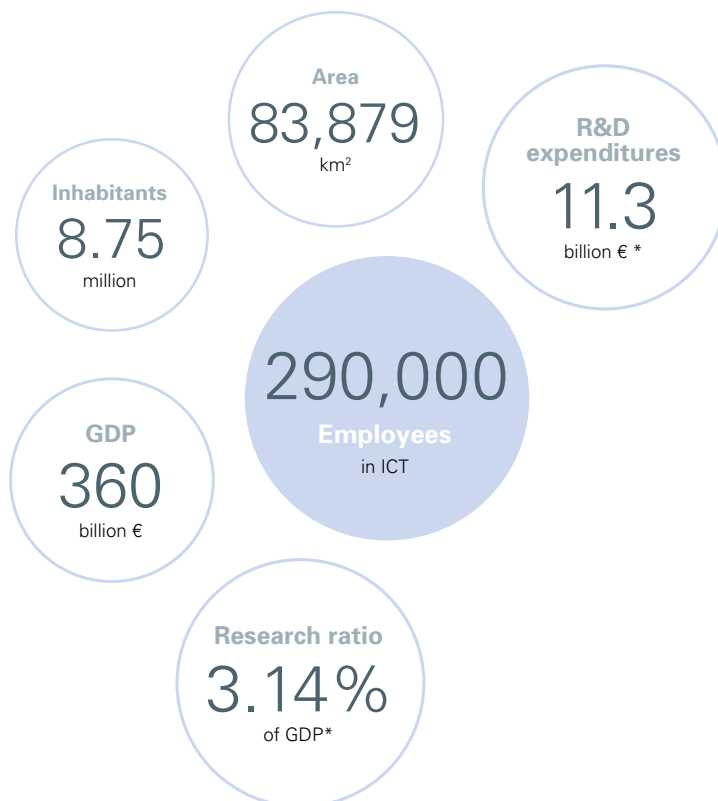 Area
83,879
km²
R&D
expenditures
11.3
billion € *
Inhabitants
8.75
million
290,000
Employees
in ICT
GDP
360
billion €
Research ratio
3.14%
of GDP*